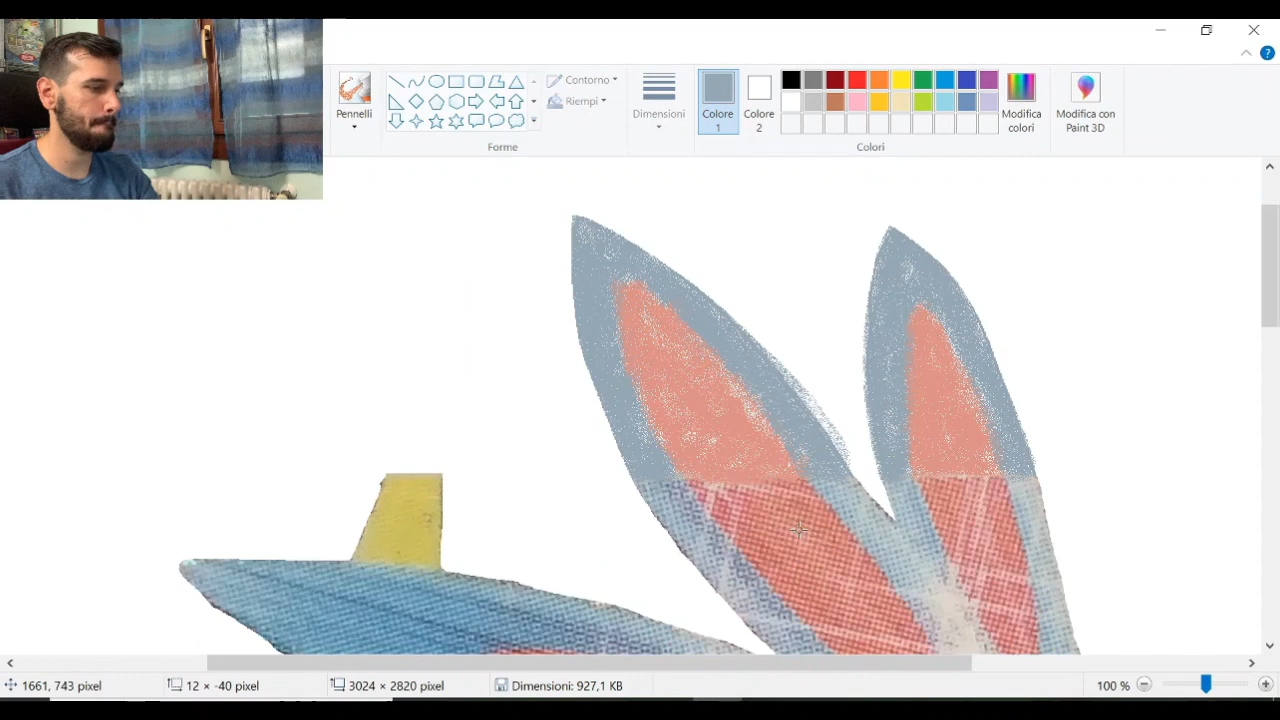 Contorno
Riempi
Pennelli
Forme
Dimensioni
Colore
1
Colore
2
Modifica
colori
Modifica con
Paint 3D
Colori
1661, 743 pixel
12 × -40 pixel
3024 × 2820 pixel
Dimensioni: 927,1 KB
100 %